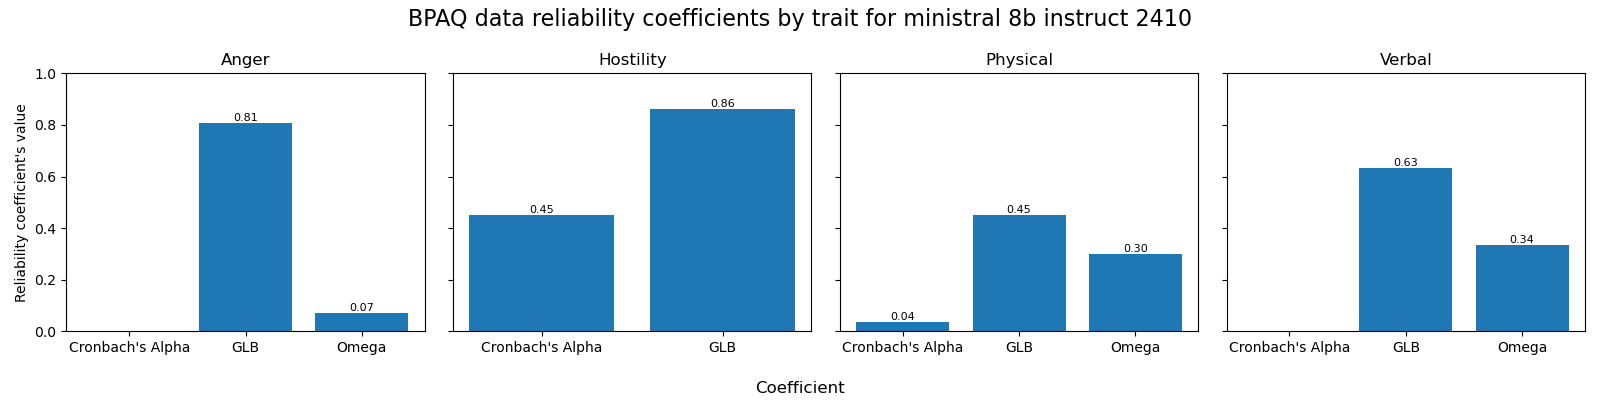 BPAQ data reliability coefficients by trait for ministral 8b instruct 2410
Anger
Hostility
Physical
Verbal
Reliability coefficient's value
1.0
0.8
0.6
0.4
0.2
0.0
0.81
0.07
0.45
0.86
0.04
0.45
0.30
0.63
0.34
Cronbach's Alpha GLB Omega
Cronbach's Alpha GLB
Cronbach's Alpha GLB Omega
Cronbach's Alpha GLB Omega
Coefficient